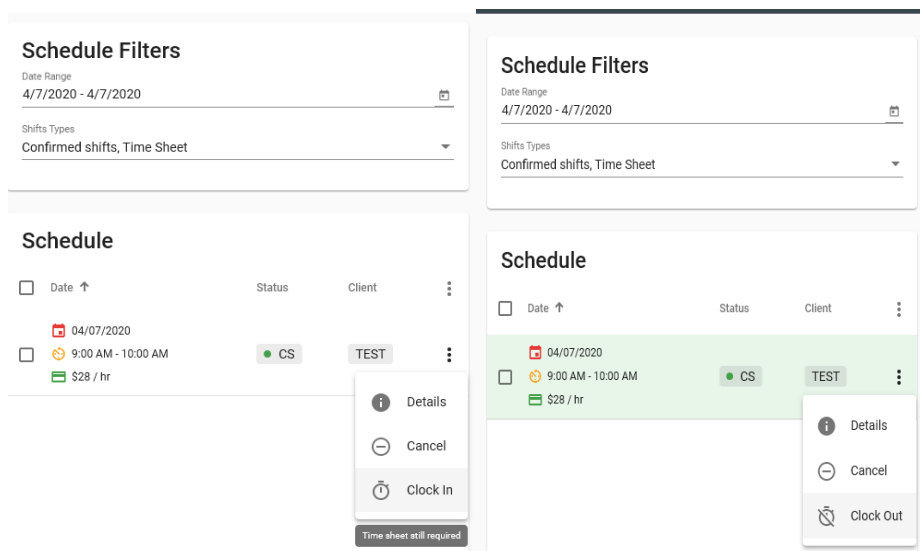 Schedule Filters
Date Range
4/7/2020 - 4/7/2020
Shifts Types
Confirmed shifts, Time Sheet
Schedule
Date Status Client
04/07/2020
9:00 AM - 10:00 AM CS TEST
$28 / hr
Details
Cancel
Clock In
Time sheet still required
Schedule Filters
Date Range
4/7/2020 - 4/7/2020
Shifts Types
Confirmed shifts, Time Sheet
Schedule
Date Status Client
04/07/2020
9:00 AM - 10:00 AM CS TEST
$28 / hr
Details
Cancel
Clock Out